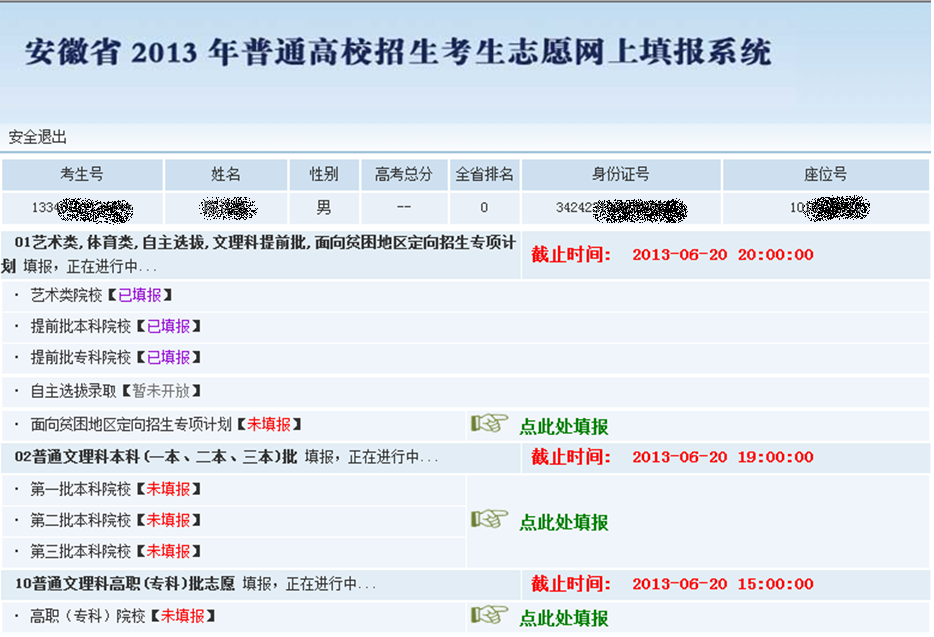 安徽省 2013 年普通高校招生考生志愿网上填报系统
安全退出
考生号 姓名 性别 高考总分 全省排名 身份证号 座位号
133 男 -- 0 34242 10
01艺术类,体育类,自主选拔,文理科提前批,面向贫困地区定向招生专项计
划 填报，正在进行中...
截止时间： 2013-06-20 20:00:00
· 艺术类院校【已填报】
· 提前批本科院校【已填报】
· 提前批专科院校【已填报】
· 自主选拔录取【暂未开放】
· 面向贫困地区定向招生专项计划【未填报】 点此处填报
02普通文理科本科(一本、二本、三本)批 填报，正在进行中... 截止时间： 2013-06-20 19:00:00
· 第一批本科院校【未填报】
· 第二批本科院校【未填报】 点此处填报
· 第三批本科院校【未填报】
10普通文理科高职(专科)批志愿 填报，正在进行中... 截止时间： 2013-06-20 15:00:00
· 高职（专科）院校【未填报】 点此处填报